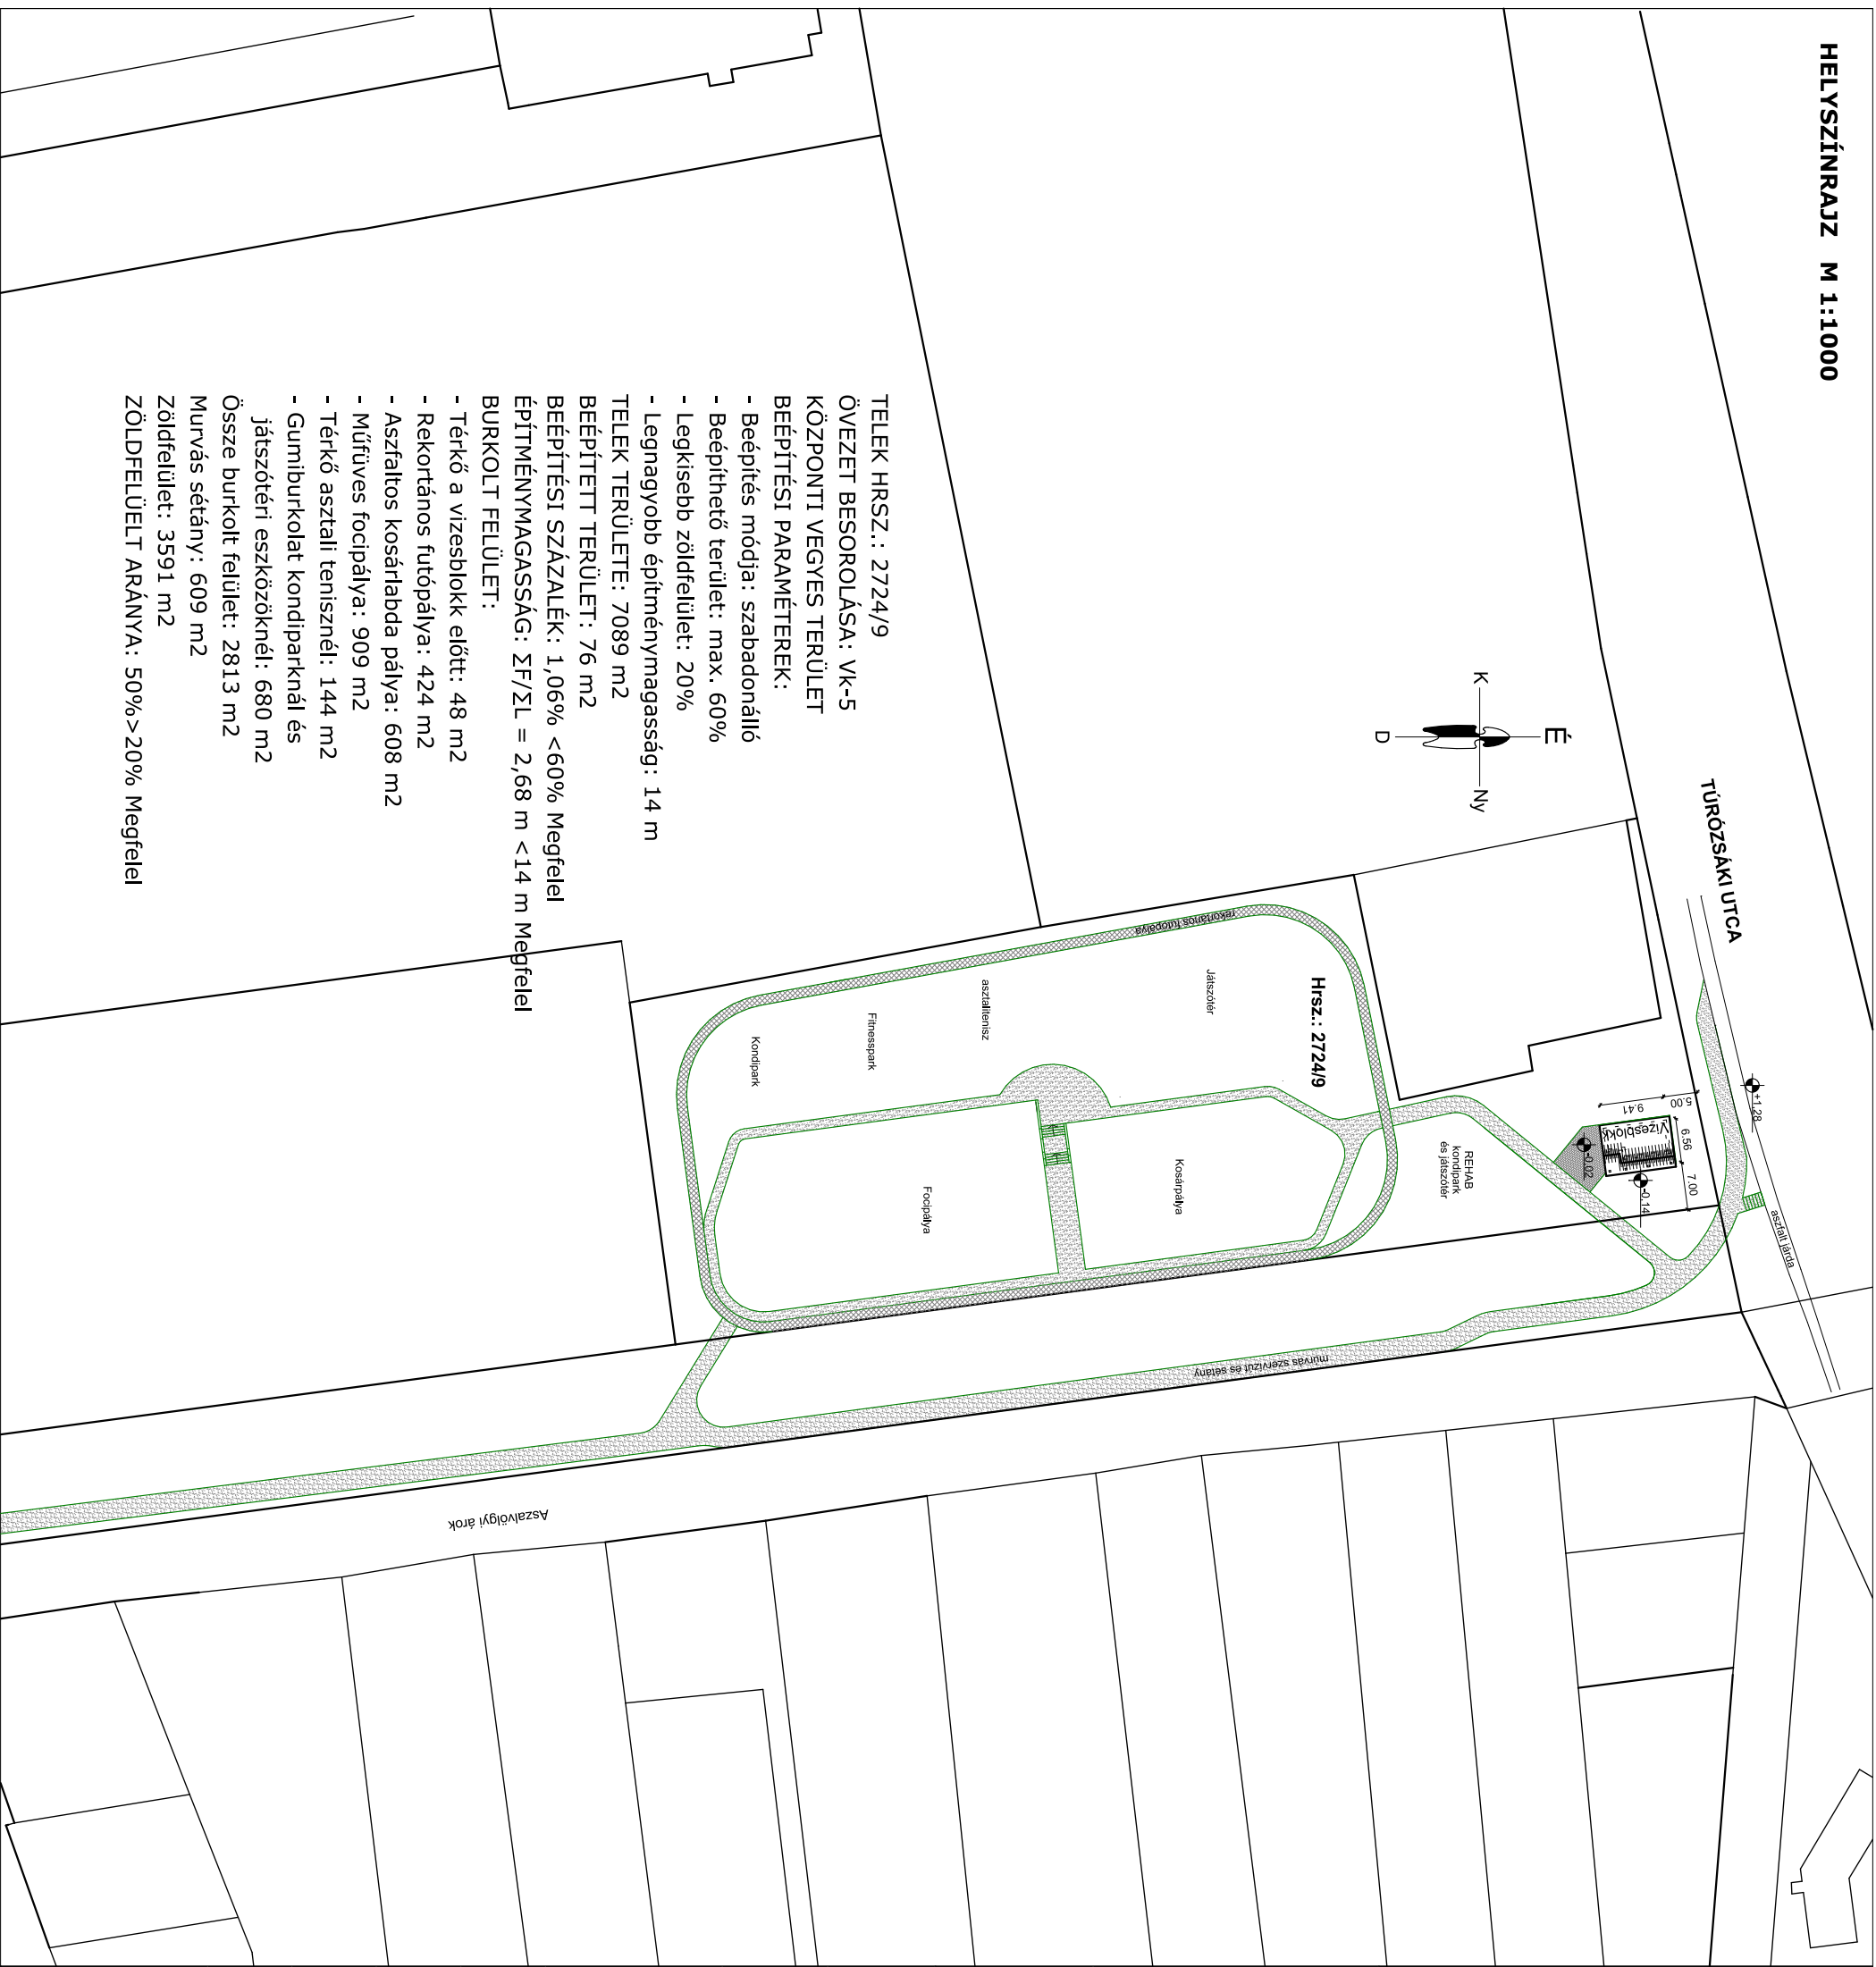 HELYSZÍNRAJZ M 1:1000
TÚRÓZSÁKI UTCA
É
K
Ny
D
+1.28
aszfalt járda
5.00
9.41
6.56
7.00
Vizesblokk
-0.02
-0.14
REHAB
kondipark
és játszótér
Hrsz.: 2724/9
rekortános futópálya
Játszótér
asztalitenisz
Fitnesspark
Kondipark
Kosárpálya
Focipálya
murvás szervízút és sétány
Aszalvölgyi árok
TELEK HRSZ.: 2724/9
ÖVEZET BESOROLÁSA: Vk-5
KÖZPONTI VEGYES TERÜLET
BEÉPÍTÉSI PARAMÉTEREK:
- Beépítés módja: szabadonálló
- Beépíthető terület: max. 60%
- Legkisebb zöldfelület: 20%
- Legnagyobb építménymagasság: 14 m
TELEK TERÜLETE: 7089 m2
BEÉPÍTETT TERÜLET: 76 m2
BEÉPÍTÉSI SZÁZALÉK: 1,06% <60% Megfelel
ÉPÍTMÉNYMAGASSÁG: ΣF/ΣL = 2,68 m <14 m Megfelel
BURKOLT FELÜLET:
- Térkő a vizesblokk előtt: 48 m2
- Rekortános futópálya: 424 m2
- Aszfaltos kosárlabda pálya: 608 m2
- Műfüves focipálya: 909 m2
- Térkő asztali tenisznél: 144 m2
- Gumiburkolat kondiparknál és
játszótéri eszközöknél: 680 m2
Össze burkolt felület: 2813 m2
Murvás sétány: 609 m2
Zöldfelület: 3591 m2
ZÖLDFELÜELT ARÁNYA: 50%>20% Megfelel